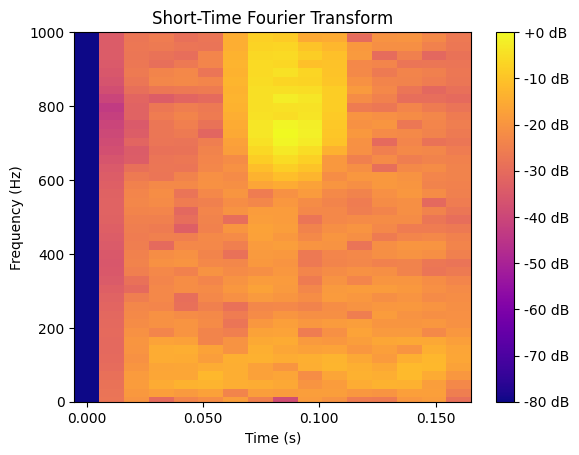 Short-Time Fourier Transform
Frequency (Hz)
1000
800
600
400
200
0
0.000
0.050
0.100
0.150
Time (s)
+0 dB
-10 dB
-20 dB
-30 dB
-40 dB
-50 dB
-60 dB
-70 dB
-80 dB